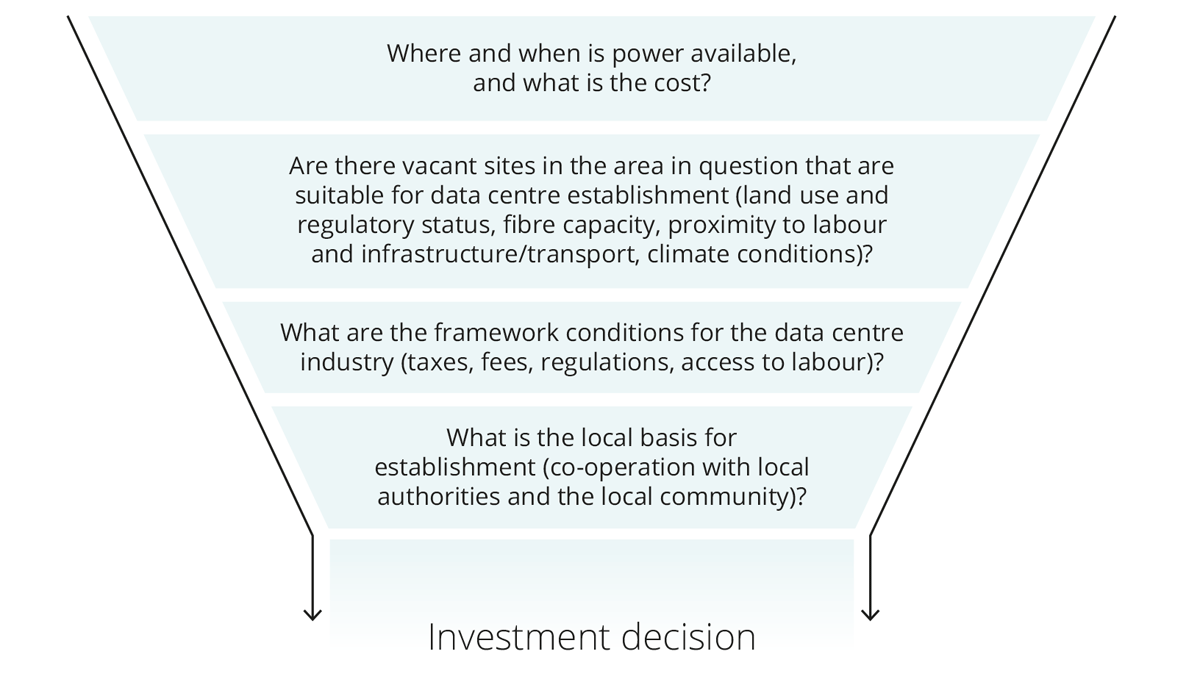 Where and when is power available,
and what is the cost?
Are there vacant sites in the area in question that are
suitable for data centre establishment (land use and
regulatory status, fibre capacity, proximity to labour
and infrastructure/transport, climate conditions)?
What are the framework conditions for the data centre
industry (taxes, fees, regulations, access to labour)?
What is the local basis for
establishment (co-operation with local
authorities and the local community)?
Investment decision